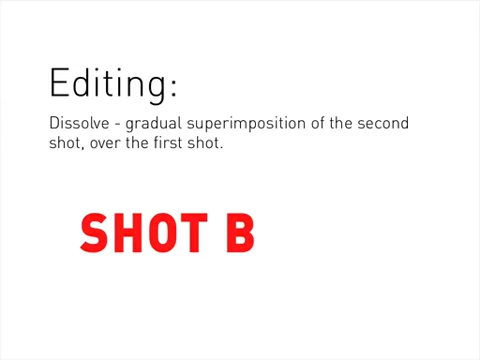 Editing:
Dissolve - gradual superimposition of the second
shot, over the first shot.
SHOT B